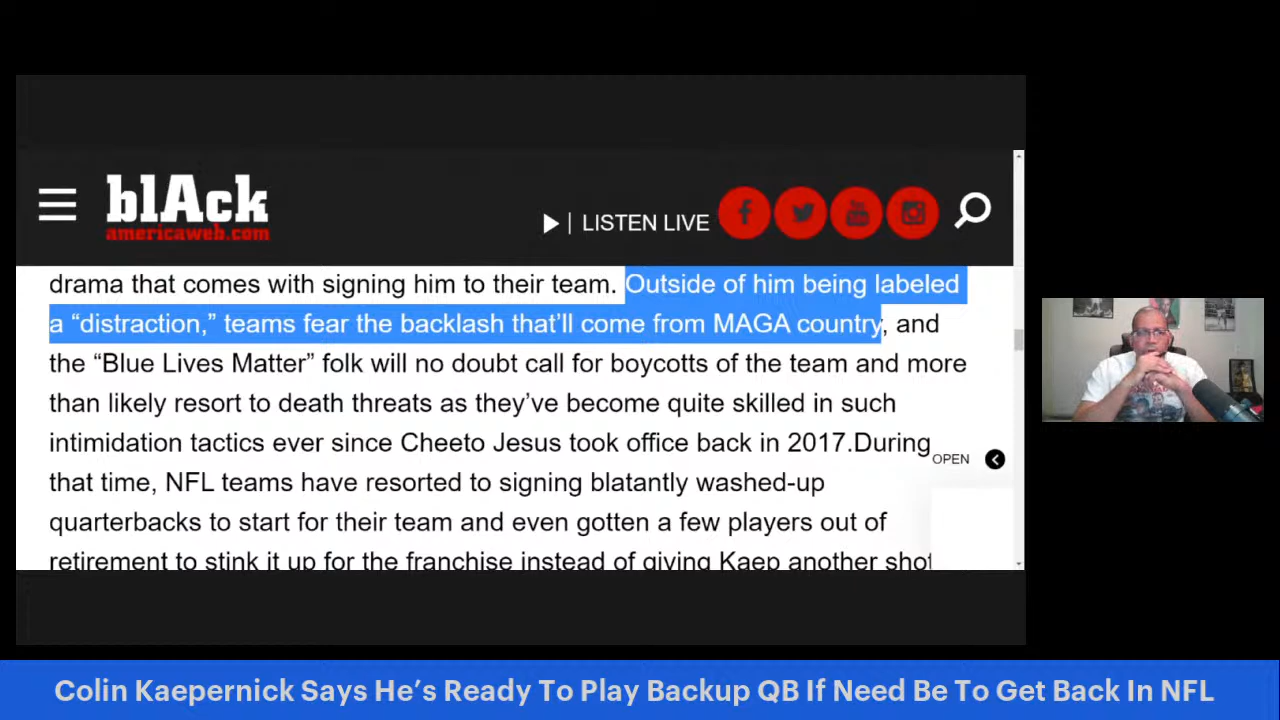 blAck
americaweb.com
LISTEN LIVE
drama that comes with signing him to their team. Outside of him being labeled
a “distraction,” teams fear the backlash that’ll come from MAGA country, and
the “Blue Lives Matter” folk will no doubt call for boycotts of the team and more
than likely resort to death threats as they’ve become quite skilled in such
intimidation tactics ever since Cheeto Jesus took office back in 2017.During
OPEN
that time, NFL teams have resorted to signing blatantly washed-up
quarterbacks to start for their team and even gotten a few players out of
retirement to stink it up for the franchise instead of giving Kaep another shot
Colin Kaepernick Says He’s Ready To Play Backup QB If Need Be To Get Back In NFL